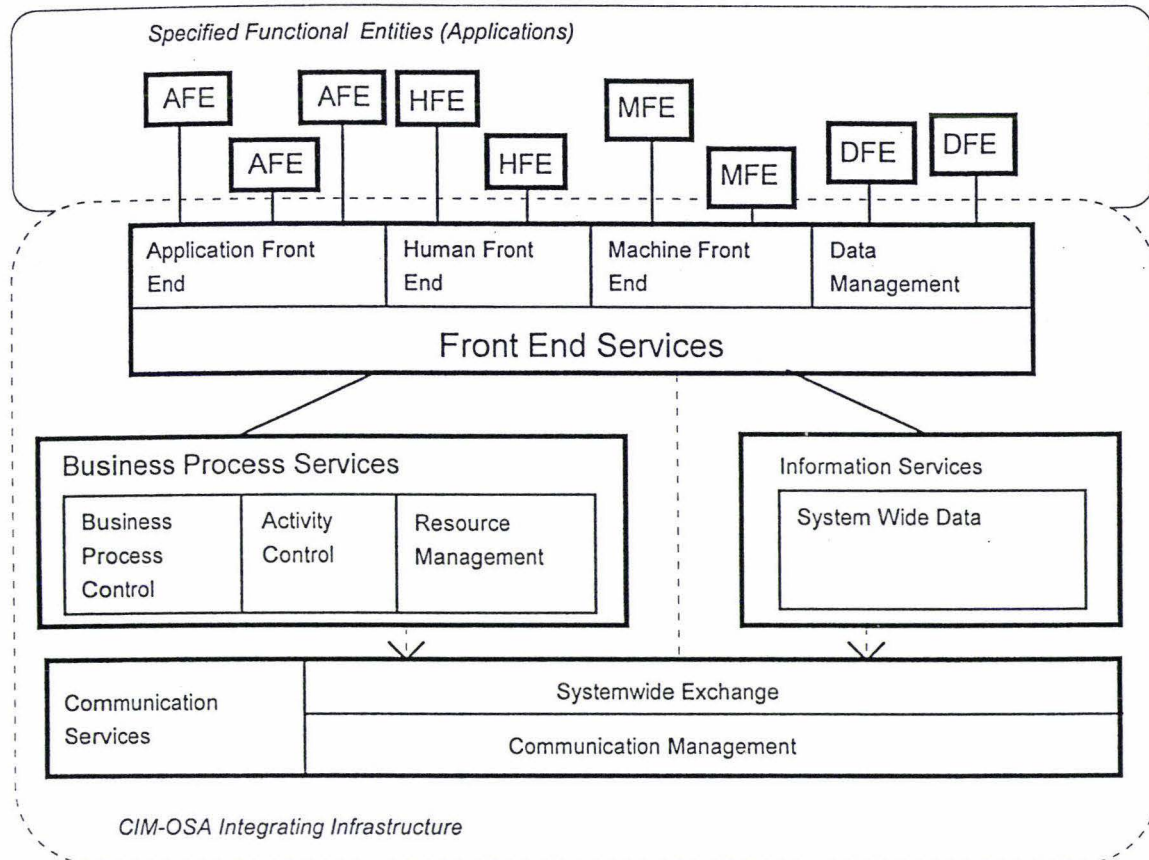 Specified Functional Entities (Applications)
AFE
AFE
HFE
MFE
DFE
DFE
AFE
HFE
MFE
Application Front
End
Human Front
End
Machine Front
End
Data
Management
Front End Services
Business Process Services
Business
Process
Control
Activity
Control
Resource
Management
Information Services
System Wide Data
Communication
Services
Systemwide Exchange
Communication Management
CIM-OSA Integrating Infrastructure